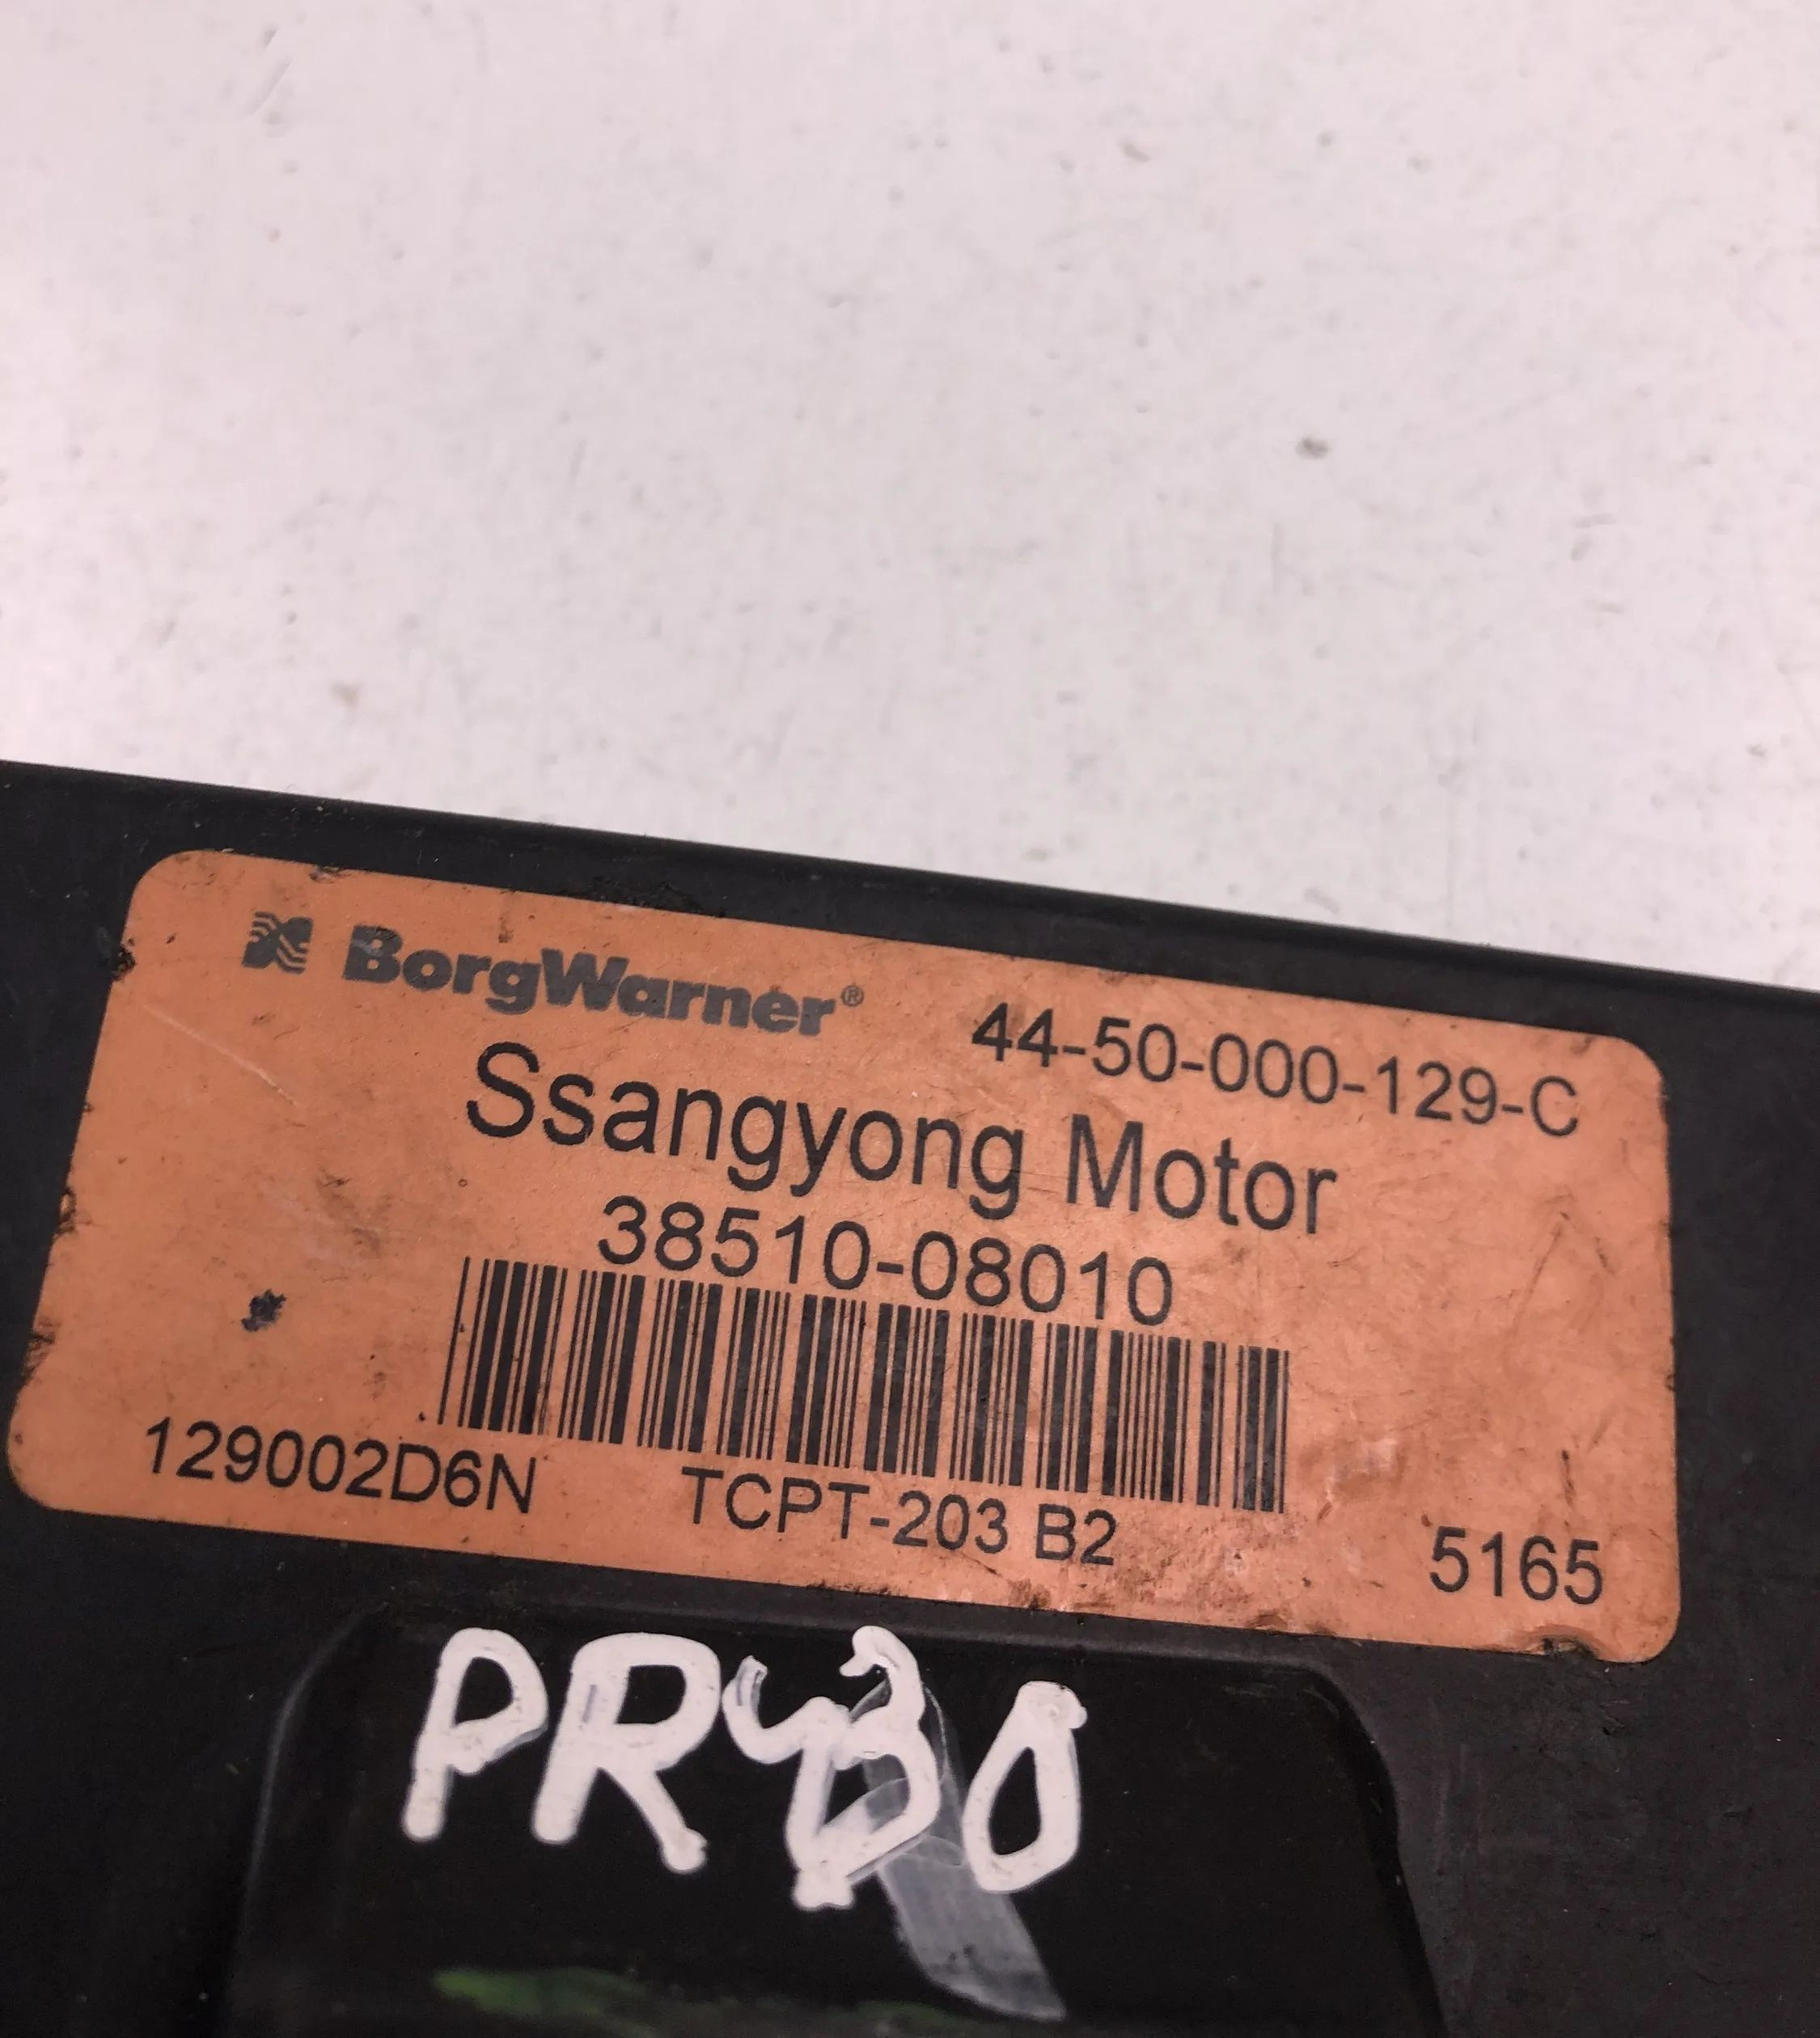 BorgWarner® 44-50-000-129-C
Ssangyong Motor
38510-08010
129002D6N TCPT-203 B2 5165